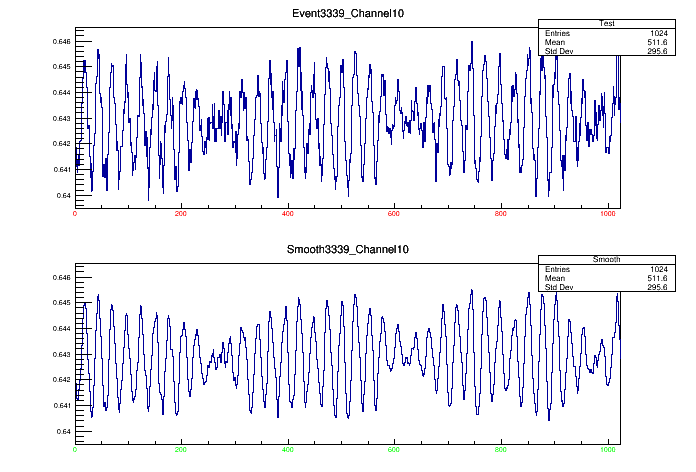 Event3339_Channel10
Test
Entries 1024
Mean 511.6
Std Dev 295.6
0.646
0.645
0.644
0.643
0.642
0.641
0.64
0 200 400 600 800 1000
Smooth3339_Channel10
Smooth
Entries 1024
Mean 511.6
Std Dev 295.6
0.646
0.645
0.644
0.643
0.642
0.641
0.64
0 200 400 600 800 1000